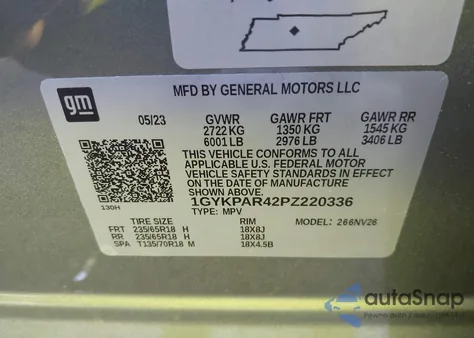 gm
MFD BY GENERAL MOTORS LLC
05/23 GVWR GAWR FRT GAWR RR
2722 KG 1350 KG 1545 KG
6001 LB 2976 LB 3406 LB
THIS VEHICLE CONFORMS TO ALL
APPLICABLE U.S. FEDERAL MOTOR
VEHICLE SAFETY STANDARDS IN EFFECT
ON THE DATE OF MANUFACTURE
SHOWN ABOVE.
1GYKPAR42PZ220336
130H TYPE: MPV
TIRE SIZE RIM MODEL: 266NV26
FRT 235/65R18 H 18X8J
RR 235/65R18 H 18X8J
SPA T135/70R18 M 18X4.5B
autoSnap